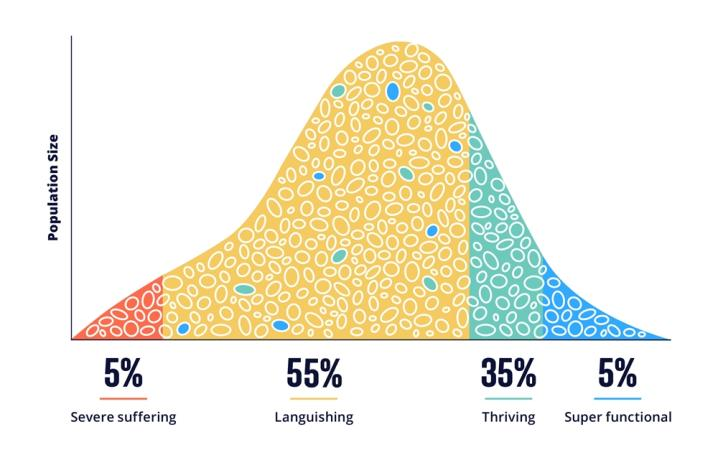 Population Size
5%
55%
35%
5%
Severe suffering
Languishing
Thriving
Super functional